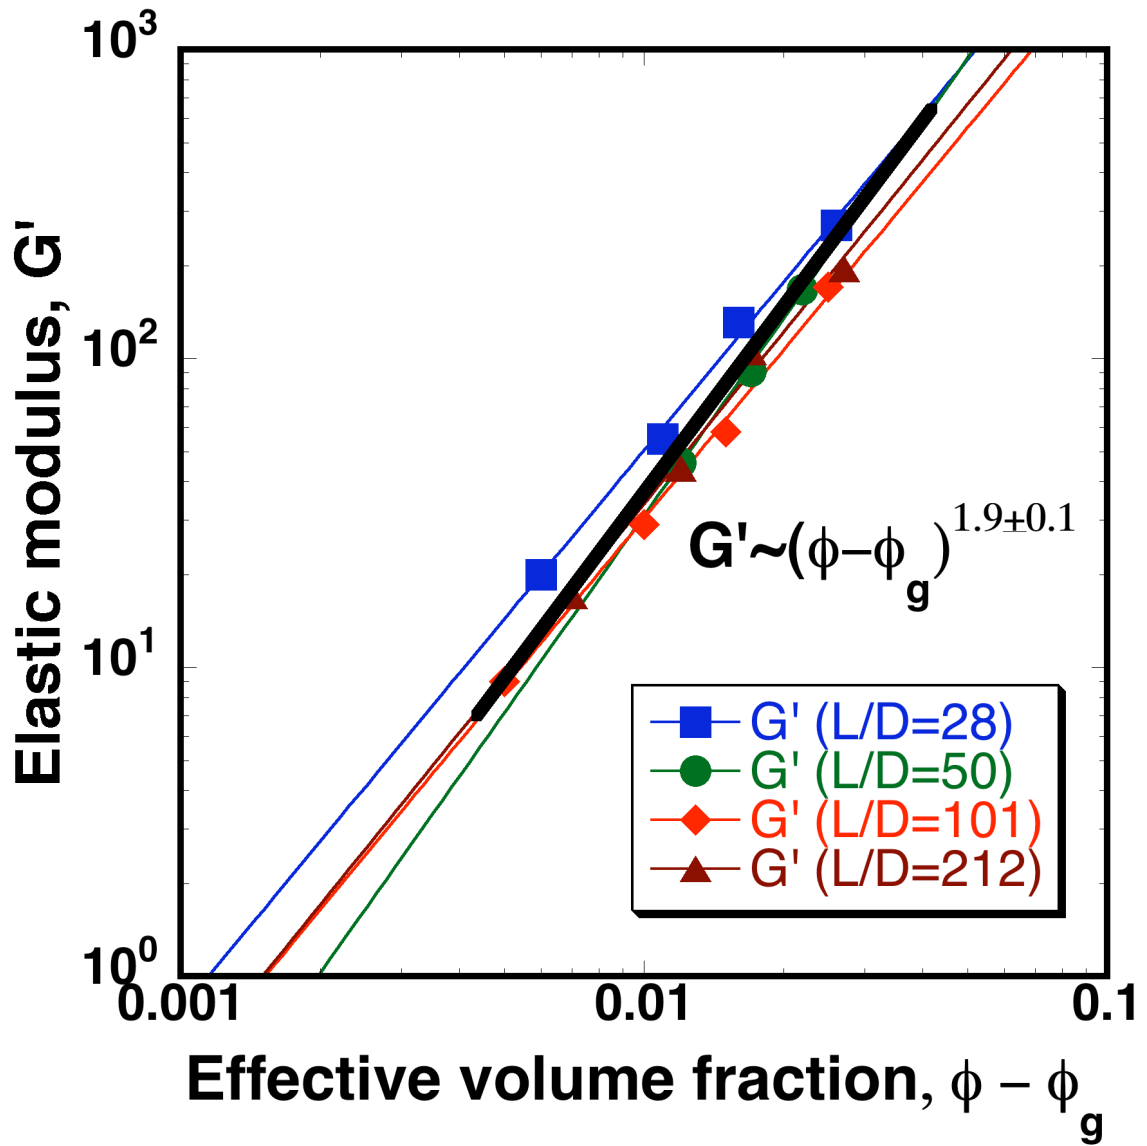 Elastic modulus, G'
10³
10²
10¹
10⁰
G'~(ϕ−ϕg)1.9±0.1
G' (L/D=28)
G' (L/D=50)
G' (L/D=101)
G' (L/D=212)
0.001
0.01
0.1
Effective volume fraction, ϕ − ϕg